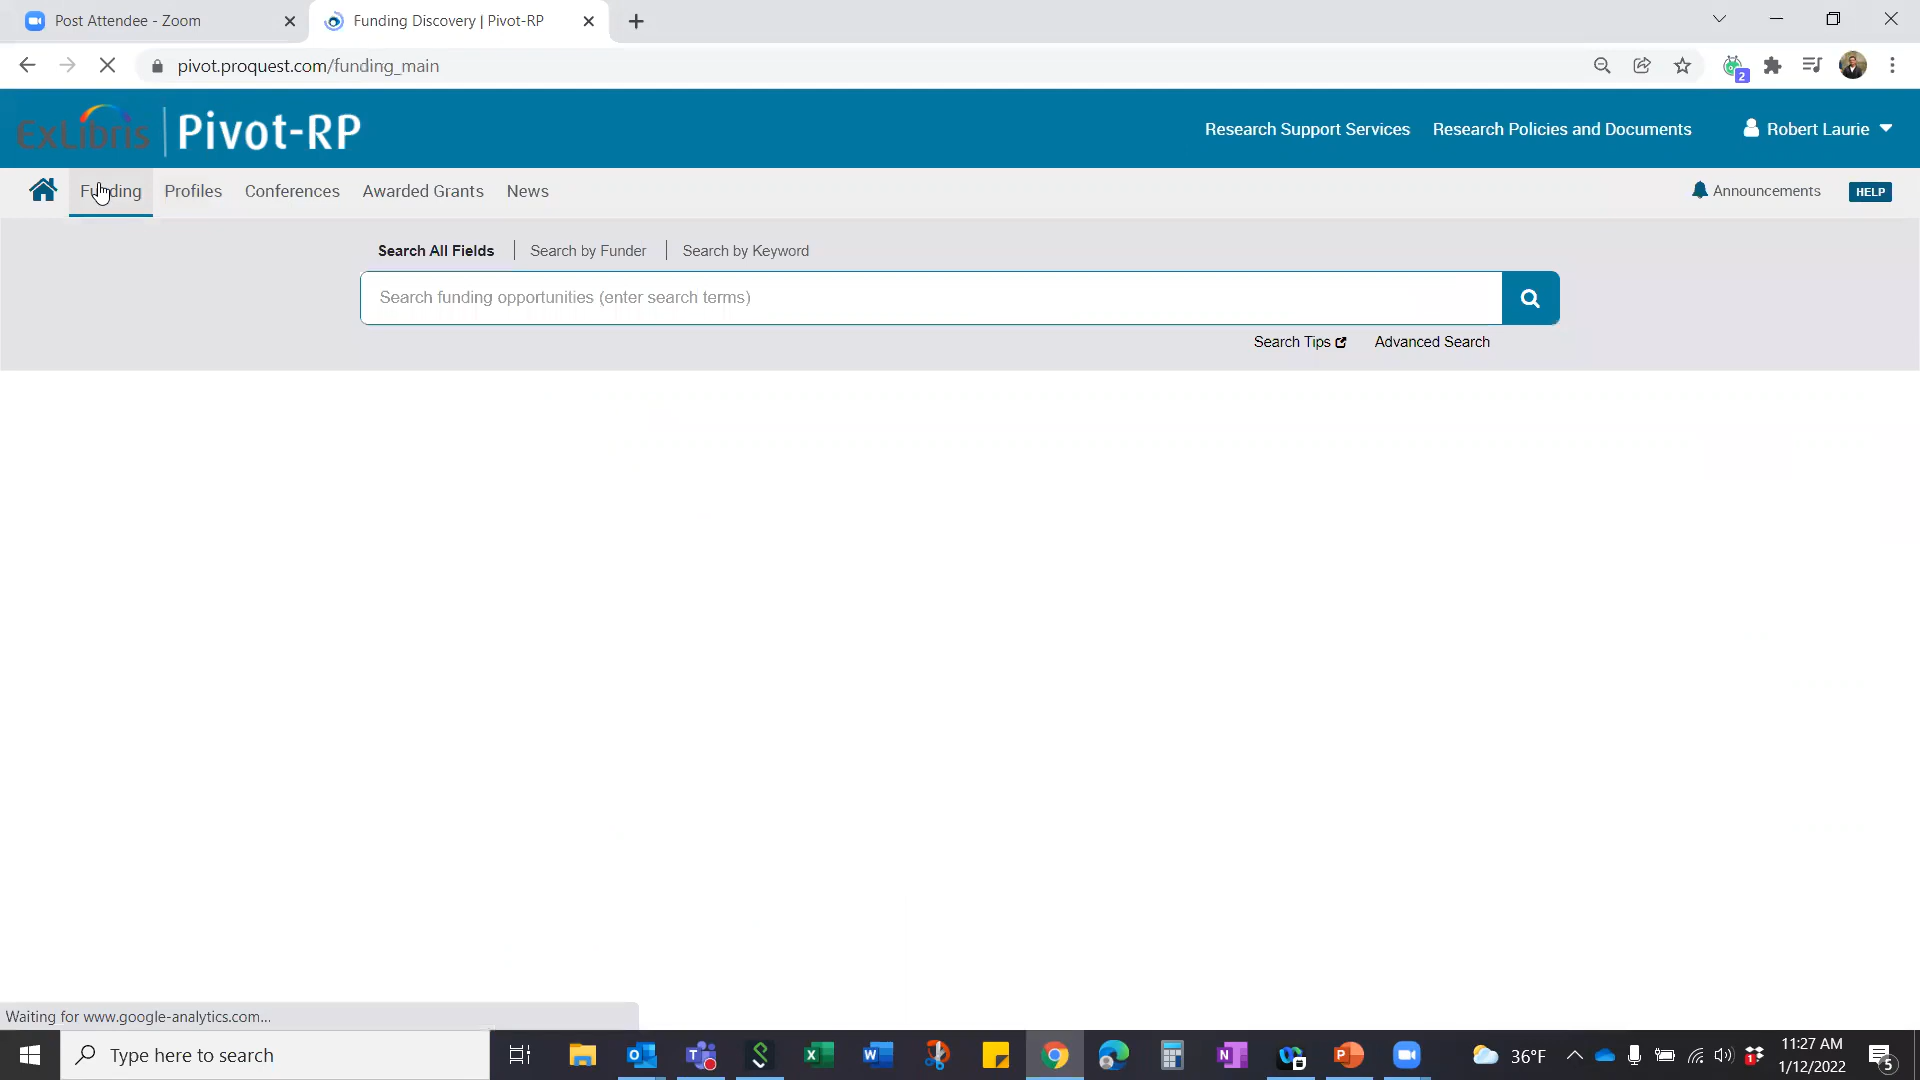 Post Attendee - Zoom
Funding Discovery | Pivot-RP
pivot.proquest.com/funding_main
2
ExLibris | Pivot-RP
Research Support Services
Research Policies and Documents
Robert Laurie
Funding
Profiles
Conferences
Awarded Grants
News
Announcements
HELP
Search All Fields
Search by Funder
Search by Keyword
Search funding opportunities (enter search terms)
Search Tips
Advanced Search
Waiting for www.google-analytics.com...
Type here to search
36°F
1
11:27 AM
1/12/2022
5